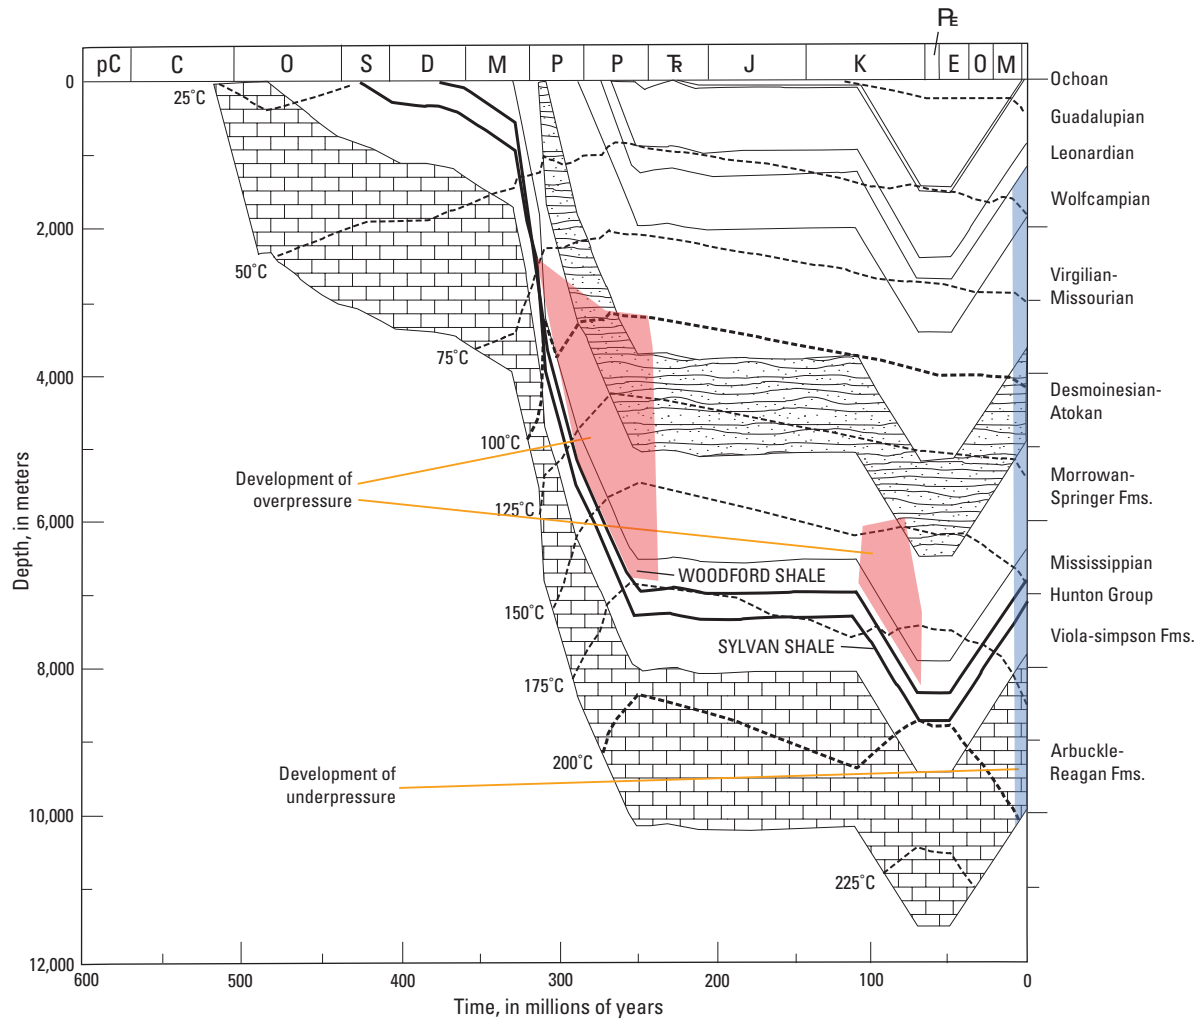 PE
pC C O S D M P P TR J K E O M
0
2,000
4,000
6,000
8,000
10,000
12,000
Depth, in meters
600 500 400 300 200 100 0
Time, in millions of years
25°C
50°C
75°C
100°C
125°C
150°C
175°C
200°C
225°C
Development of
overpressure
Development of
underpressure
WOODFORD SHALE
SYLVAN SHALE
Ochoan
Guadalupian
Leonardian
Wolfcampian
Virgilian-
Missourian
Desmoinesian-
Atokan
Morrowan-
Springer Fms.
Mississippian
Hunton Group
Viola-simpson Fms.
Arbuckle-
Reagan Fms.